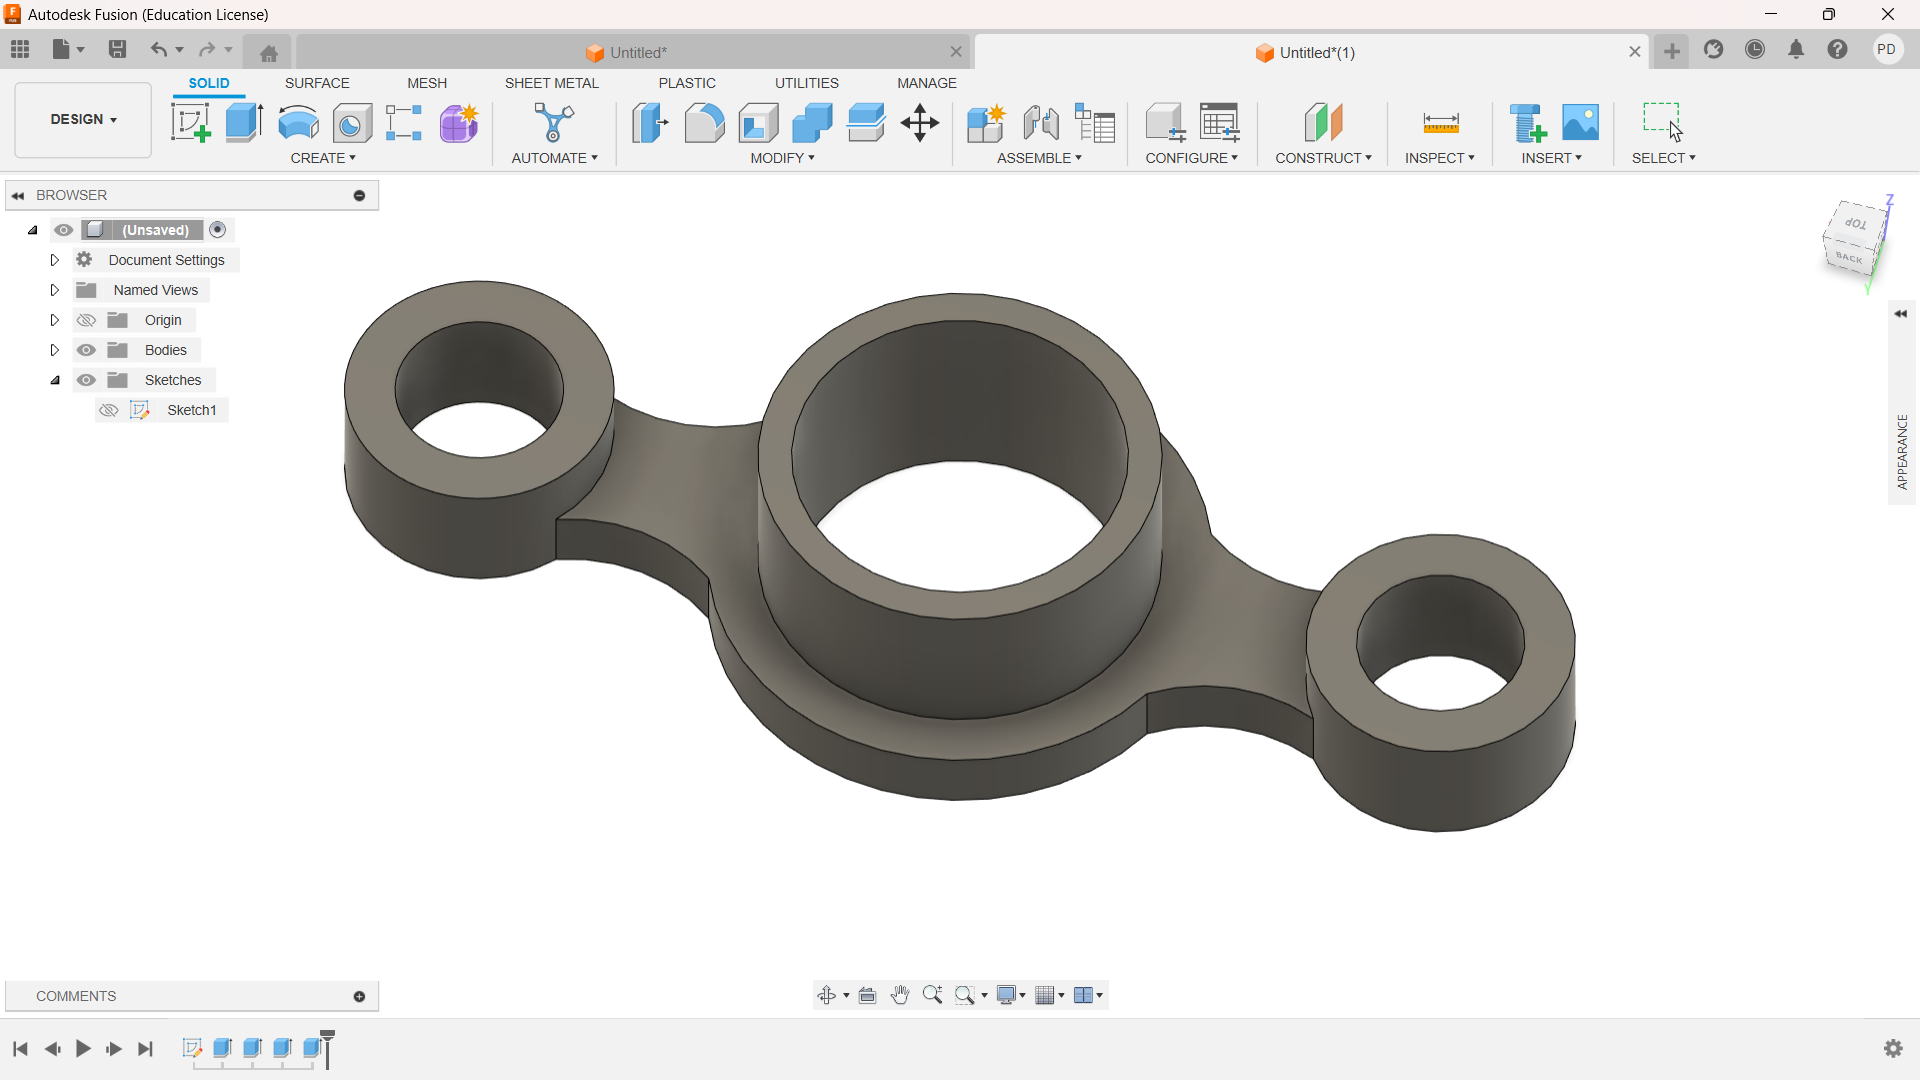 Autodesk Fusion (Education License)
Untitled*
Untitled*(1)
PD
DESIGN
SOLID
SURFACE
MESH
SHEET METAL
PLASTIC
UTILITIES
MANAGE
CREATE
AUTOMATE
MODIFY
ASSEMBLE
CONFIGURE
CONSTRUCT
INSPECT
INSERT
SELECT
BROWSER
(Unsaved)
Document Settings
Named Views
Origin
Bodies
Sketches
Sketch1
Z
TOP
BACK
Y
APPEARANCE
COMMENTS